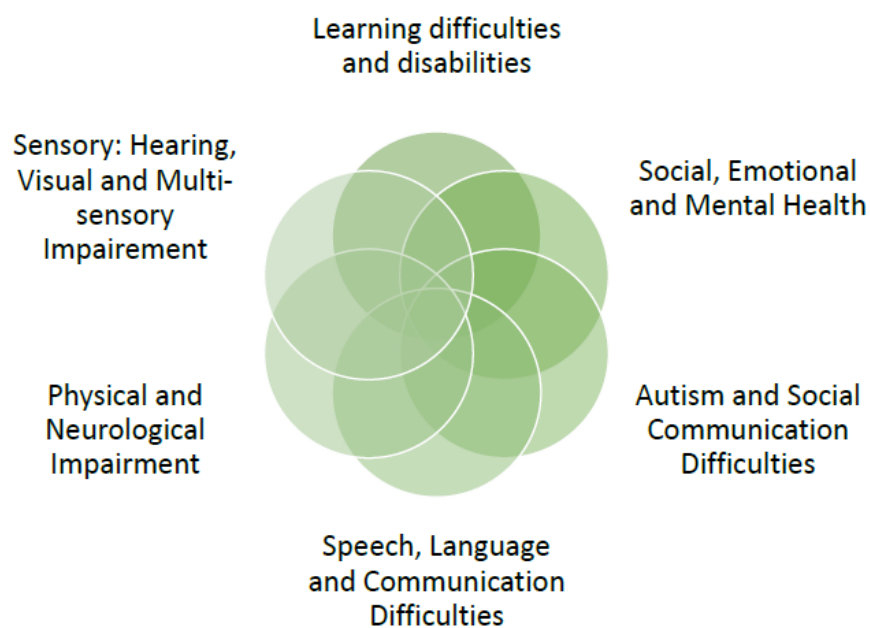 Learning difficulties
and disabilities
Social, Emotional
and Mental Health
Autism and Social
Communication
Difficulties
Speech, Language
and Communication
Difficulties
Physical and
Neurological
Impairment
Sensory: Hearing,
Visual and Multi-
sensory
Impairement